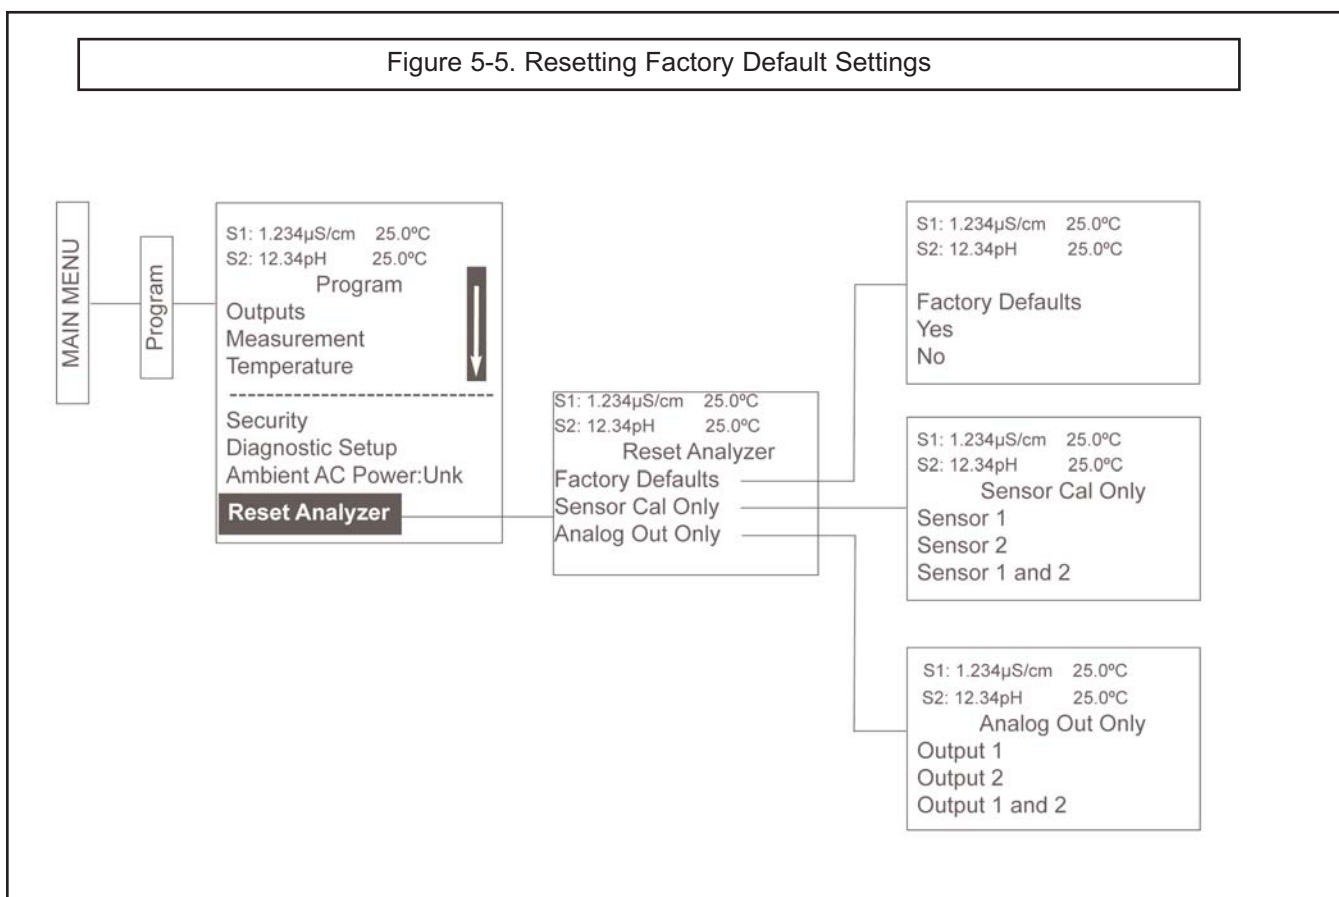 Figure 5-5. Resetting Factory Default Settings
MAIN MENU
Program
S1: 1.234µS/cm 25.0ºC
S2: 12.34pH 25.0ºC
Program
Outputs
Measurement
Temperature
Security
Diagnostic Setup
Ambient AC Power:Unk
Reset Analyzer
S1: 1.234µS/cm 25.0ºC
S2: 12.34pH 25.0ºC
Reset Analyzer
Factory Defaults
Sensor Cal Only
Analog Out Only
S1: 1.234µS/cm 25.0ºC
S2: 12.34pH 25.0ºC
Factory Defaults
Yes
No
S1: 1.234µS/cm 25.0ºC
S2: 12.34pH 25.0ºC
Sensor Cal Only
Sensor 1
Sensor 2
Sensor 1 and 2
S1: 1.234µS/cm 25.0ºC
S2: 12.34pH 25.0ºC
Analog Out Only
Output 1
Output 2
Output 1 and 2